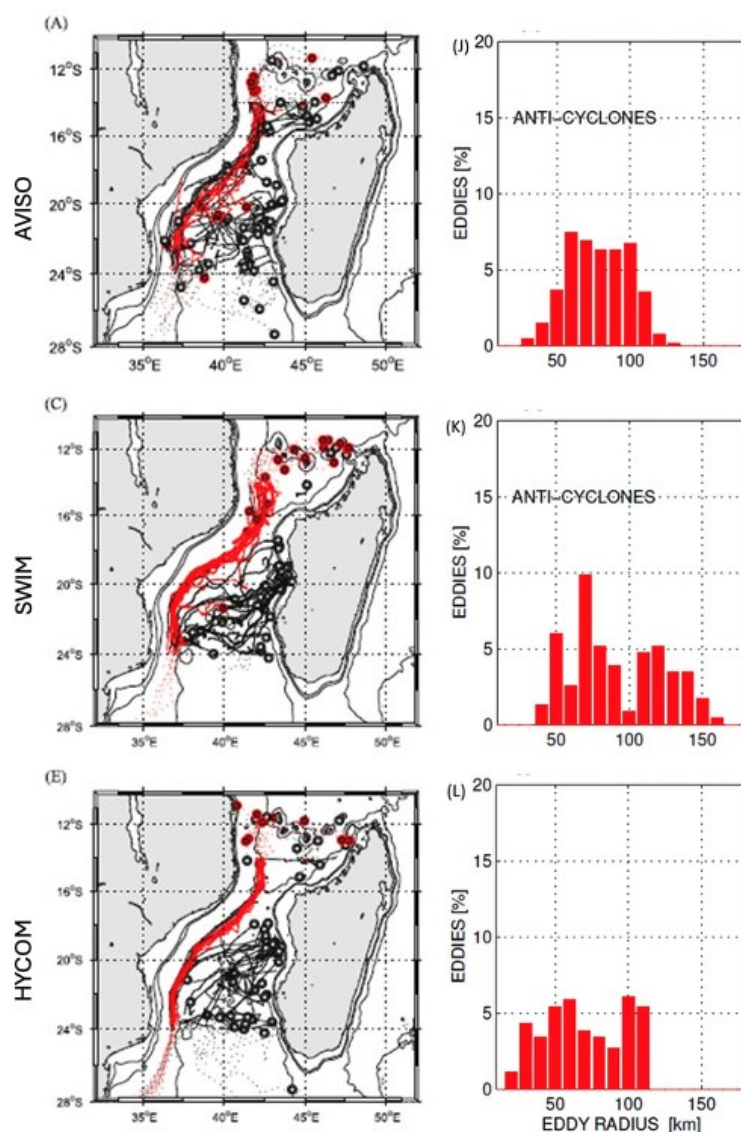 (A)
AVISO
12°S
16°S
20°S
24°S
28°S
35°E 40°E 45°E 50°E
(J)
20
15
10
5
0
EDDIES [%]
ANTI-CYCLONES
50 100 150
(C)
SWIM
12°S
16°S
20°S
24°S
28°S
35°E 40°E 45°E 50°E
(K)
20
15
10
5
0
EDDIES [%]
ANTI-CYCLONES
50 100 150
(E)
HYCOM
12°S
16°S
20°S
24°S
28°S
35°E 40°E 45°E 50°E
(L)
20
15
10
5
0
EDDIES [%]
50 100 150
EDDY RADIUS [km]